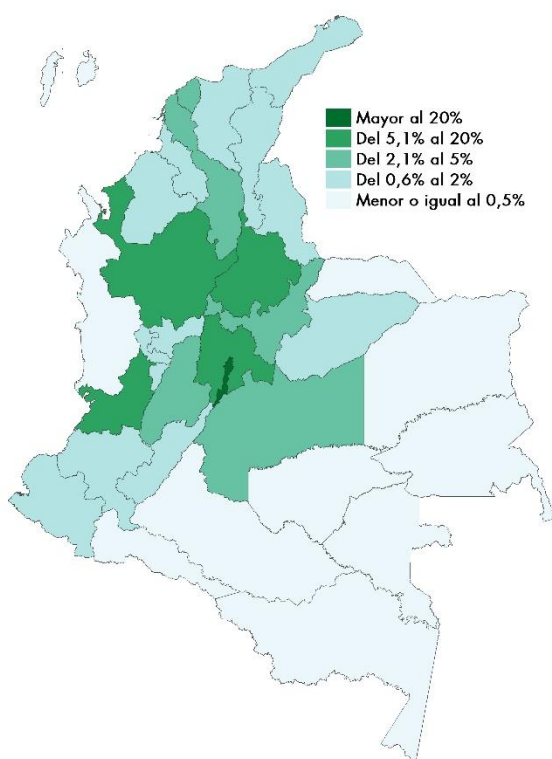 Mayor al 20%
Del 5,1% al 20%
Del 2,1% al 5%
Del 0,6% al 2%
Menor o igual al 0,5%